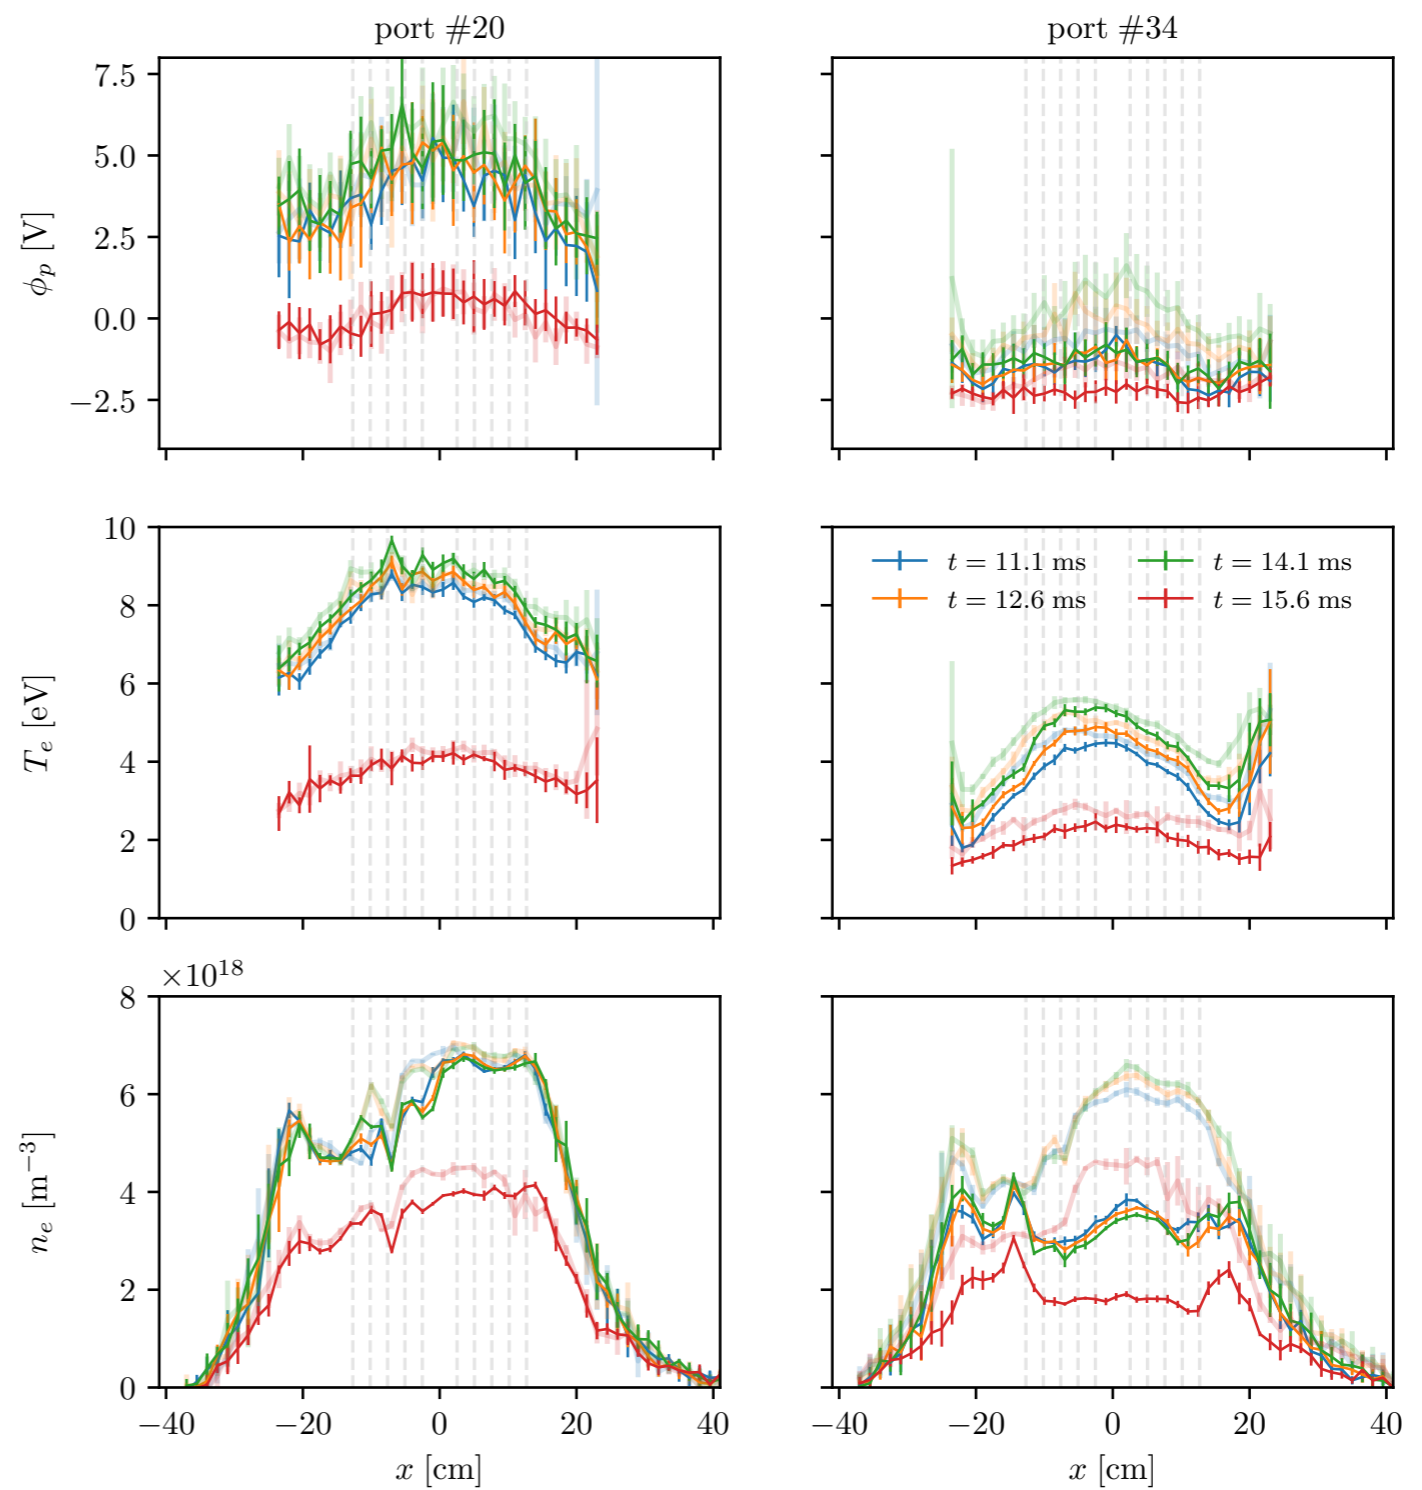 port #20
port #34
7.5
5.0
2.5
0.0
−2.5
ϕₚ [V]
10
8
6
4
2
0
Tₑ [eV]
t = 11.1 ms
t = 12.6 ms
t = 14.1 ms
t = 15.6 ms
×10¹⁸
8
6
4
2
0
nₑ [m⁻³]
−40 −20 0 20 40
−40 −20 0 20 40
x [cm]
x [cm]